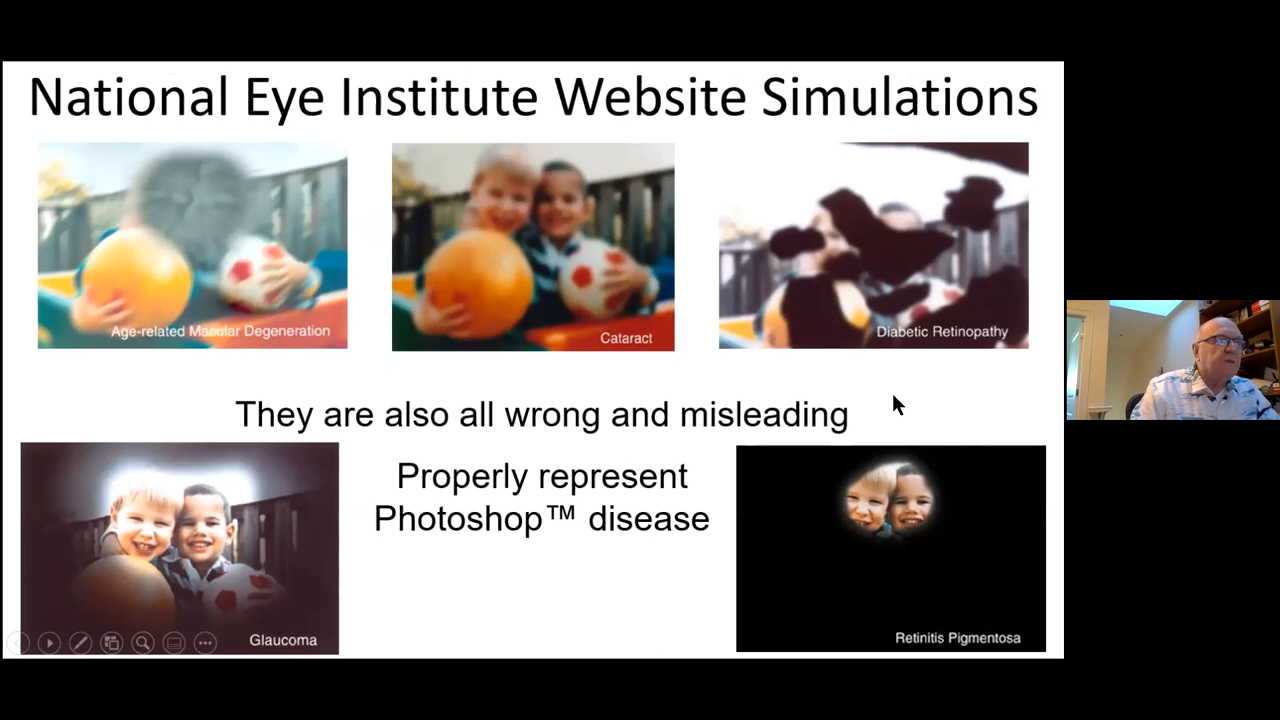 National Eye Institute Website Simulations
Age-related Macular Degeneration
Cataract
Diabetic Retinopathy
They are also all wrong and misleading
Properly represent
Photoshop™ disease
Glaucoma
Retinitis Pigmentosa